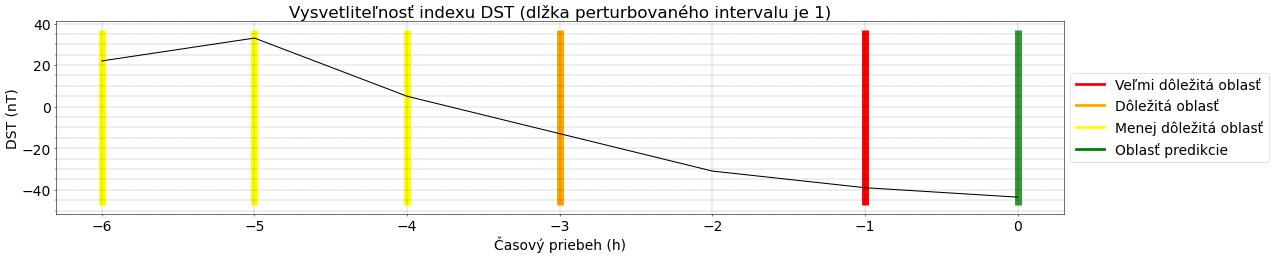 Vysvetliteľnosť indexu DST (dĺžka perturbovaného intervalu je 1)
DST (nT)
40
20
0
−20
−40
−6 −5 −4 −3 −2 −1 0
Časový priebeh (h)
Veľmi dôležitá oblasť
Dôležitá oblasť
Menej dôležitá oblasť
Oblasť predikcie